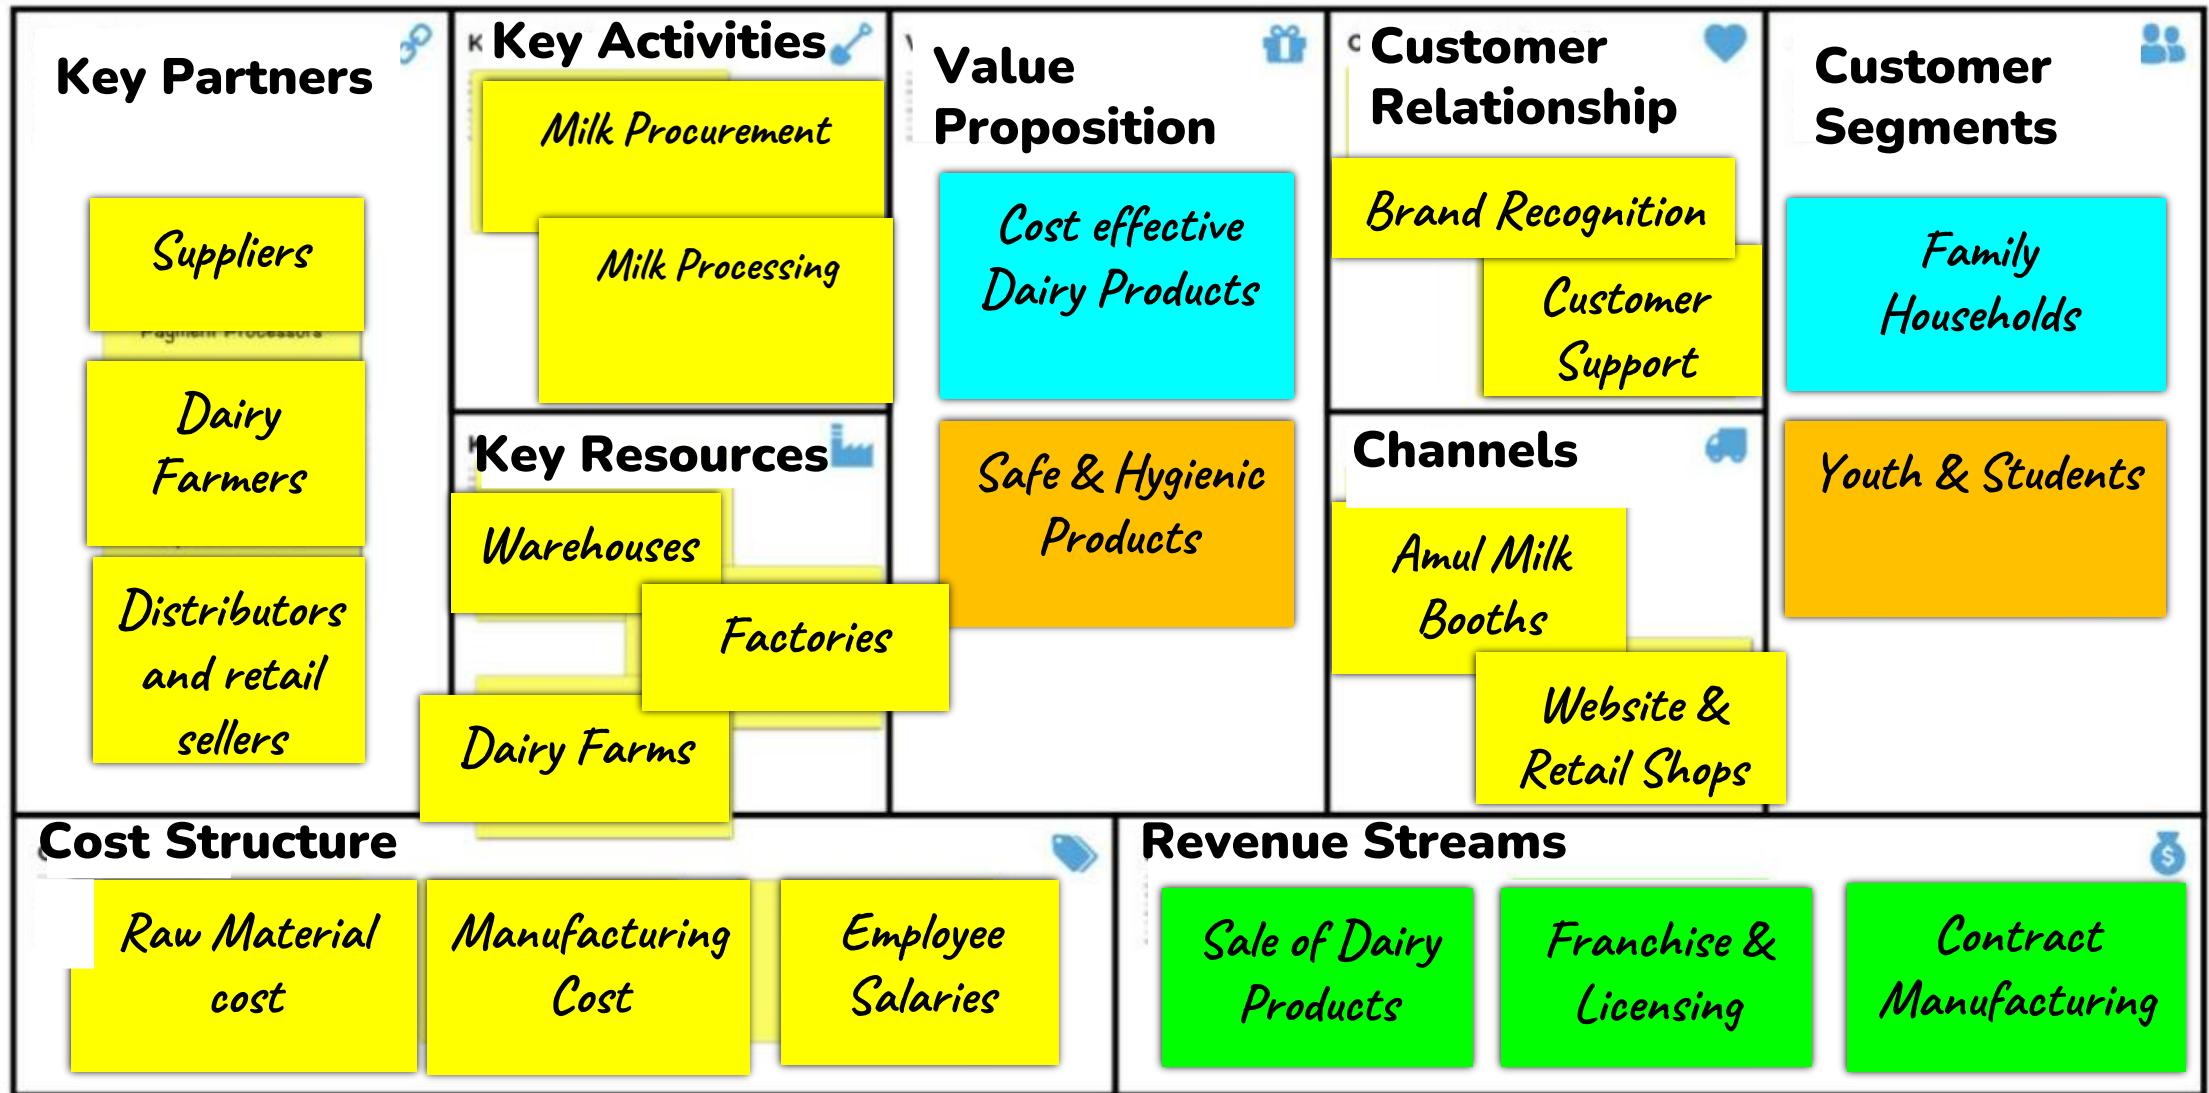 Key Partners
Suppliers
Payment Processors
Dairy
Farmers
Distributors
and retail
sellers
Key Activities
Milk Procurement
Milk Processing
Key Resources
Warehouses
Factories
Dairy Farms
Value
Proposition
Cost effective
Dairy Products
Safe & Hygienic
Products
Customer
Relationship
Brand Recognition
Customer
Support
Channels
Amul Milk
Booths
Website &
Retail Shops
Customer
Segments
Family
Households
Youth & Students
Cost Structure
Raw Material
cost
Manufacturing
Cost
Employee
Salaries
Revenue Streams
Sale of Dairy
Products
Franchise &
Licensing
Contract
Manufacturing